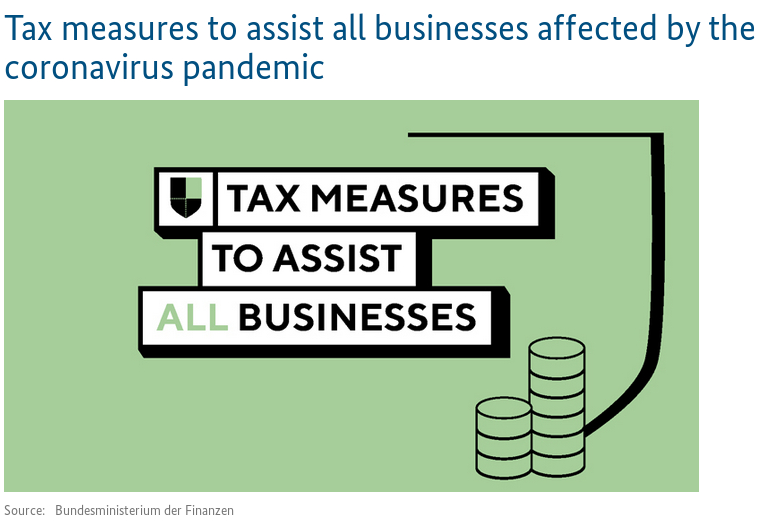 Tax measures to assist all businesses affected by the
coronavirus pandemic
TAX MEASURES
TO ASSIST
ALL BUSINESSES
Source: Bundesministerium der Finanzen